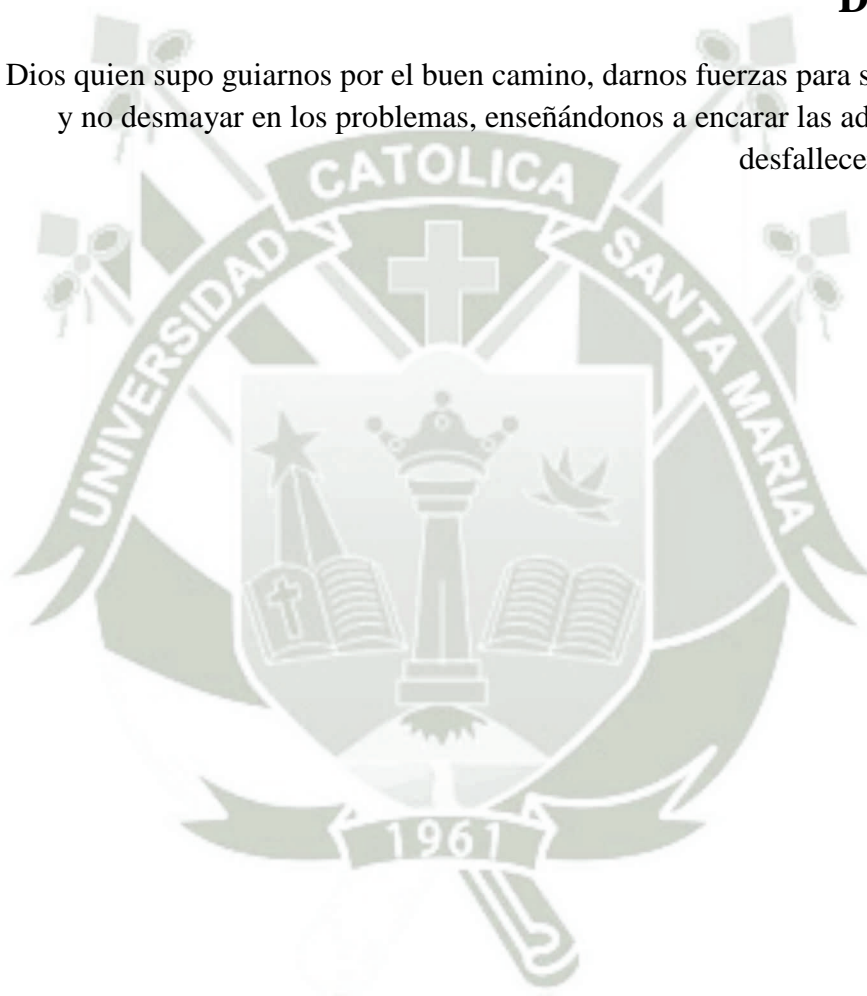 D
Dios quien supo guiarnos por el buen camino, darnos fuerzas para s
y no desmayar en los problemas, enseñándonos a encarar las ad
desfallece
UNIVERSIDAD
CATOLICA
SANTA MARIA
1961